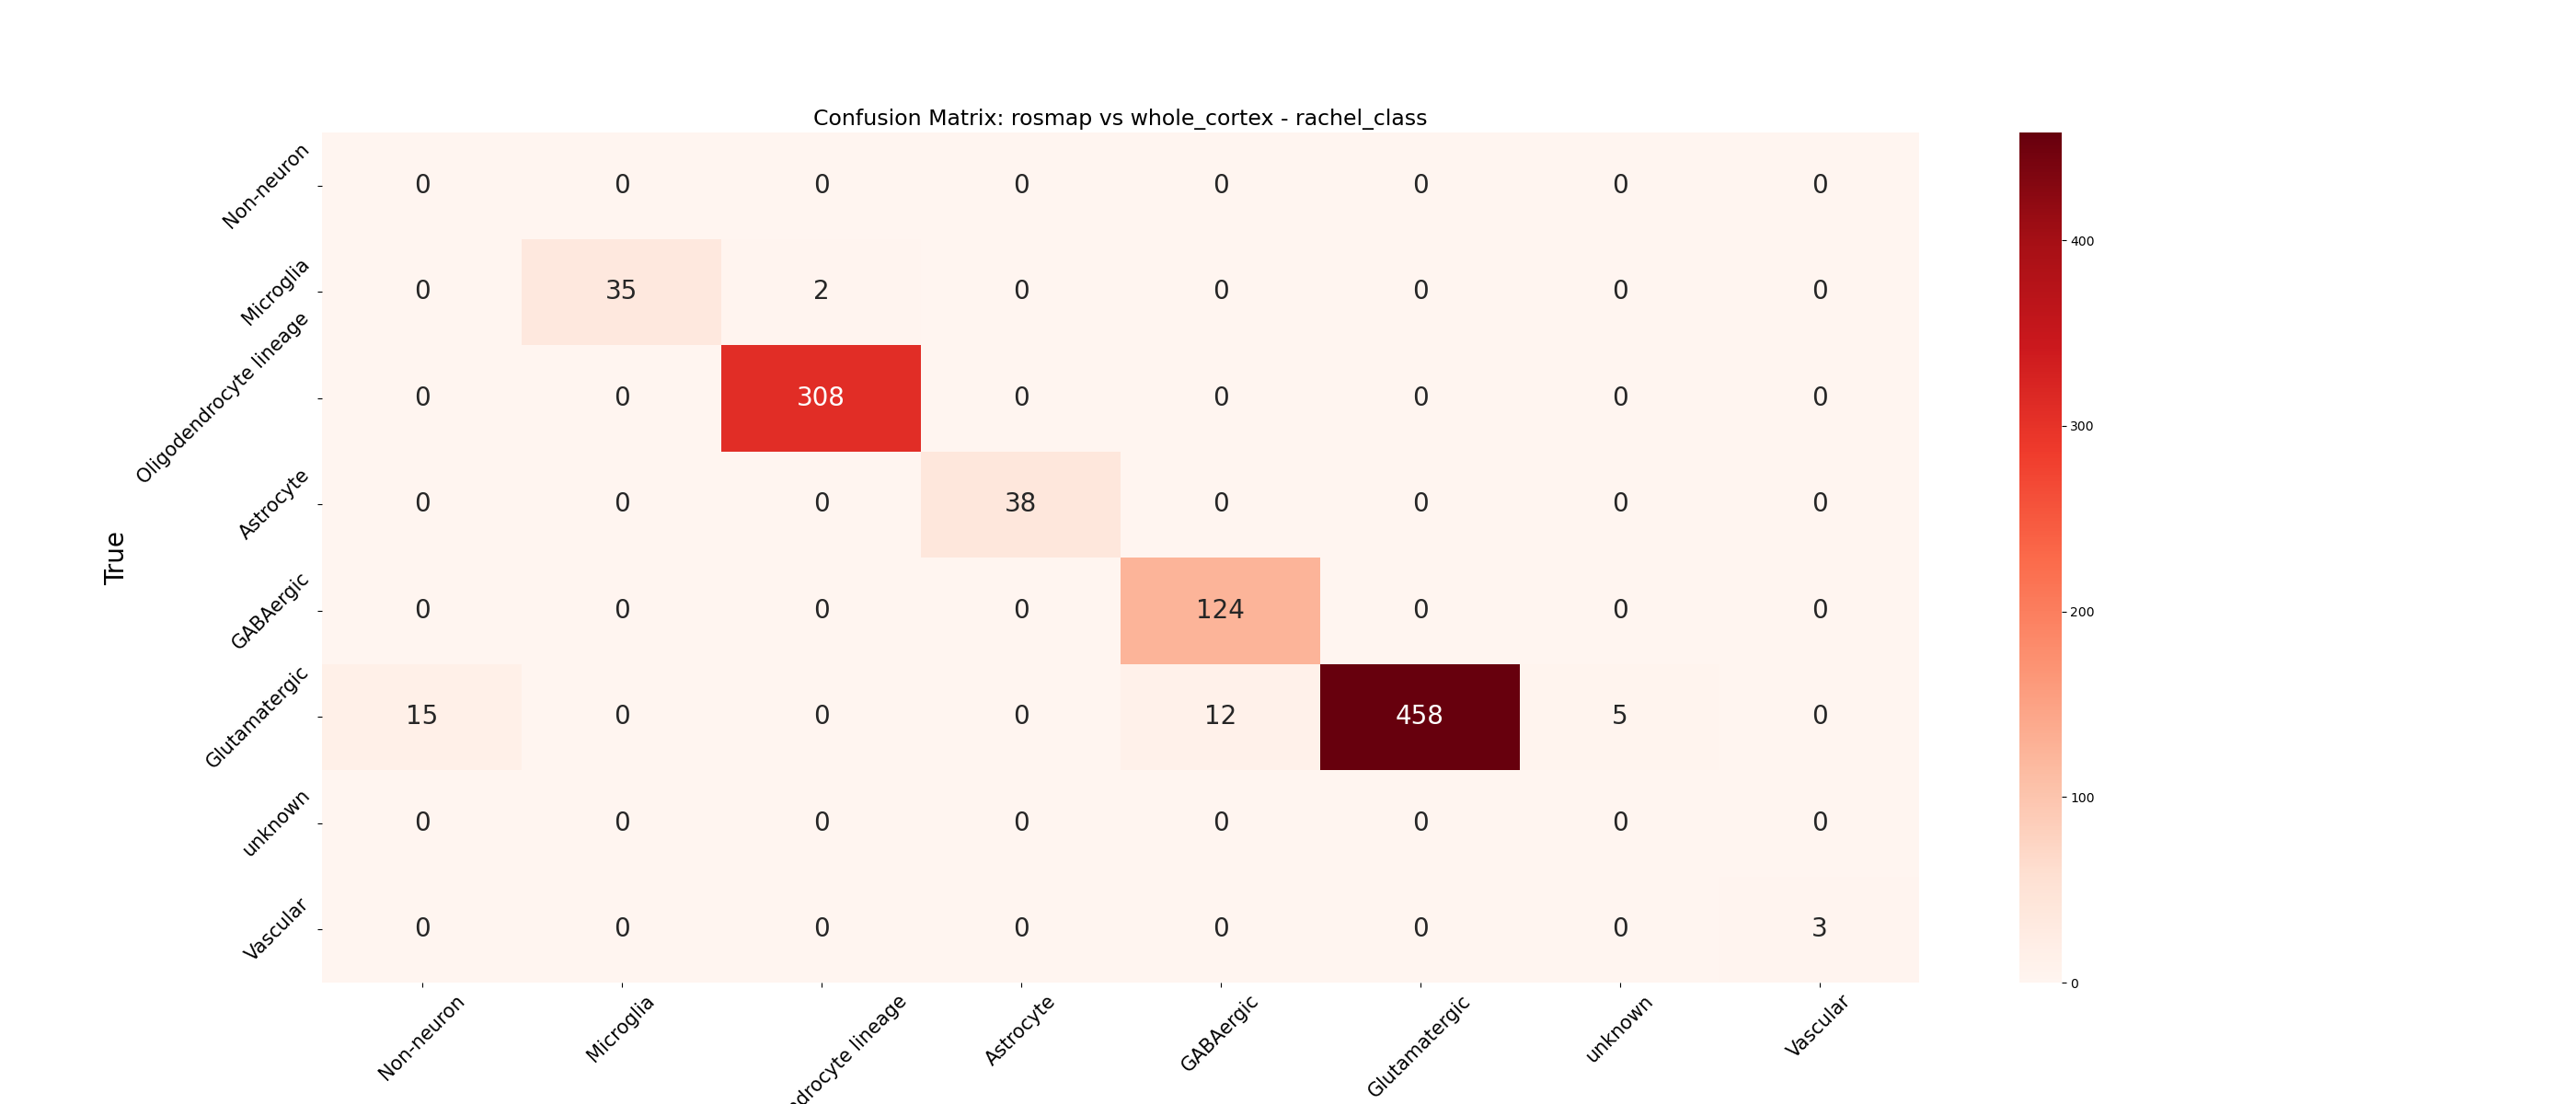 Confusion Matrix: rosmap vs whole_cortex - rachel_class
True
Non-neuron 0 0 0 0 0 0 0 0
Microglia 0 35 2 0 0 0 0 0
Oligodendrocyte lineage 0 0 308 0 0 0 0 0
Astrocyte 0 0 0 38 0 0 0 0
GABAergic 0 0 0 0 124 0 0 0
Glutamatergic 15 0 0 0 12 458 5 0
unknown 0 0 0 0 0 0 0 0
Vascular 0 0 0 0 0 0 0 3
Non-neuron Microglia lineage Astrocyte GABAergic Glutamatergic unknown Vascular
400
300
200
100
0